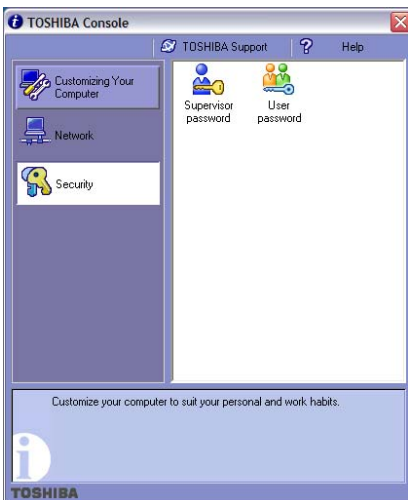 TOSHIBA Console
TOSHIBA Support ? Help
Customizing Your
Computer
Network
Security
Supervisor
password
User
password
Customize your computer to suit your personal and work habits.
TOSHIBA